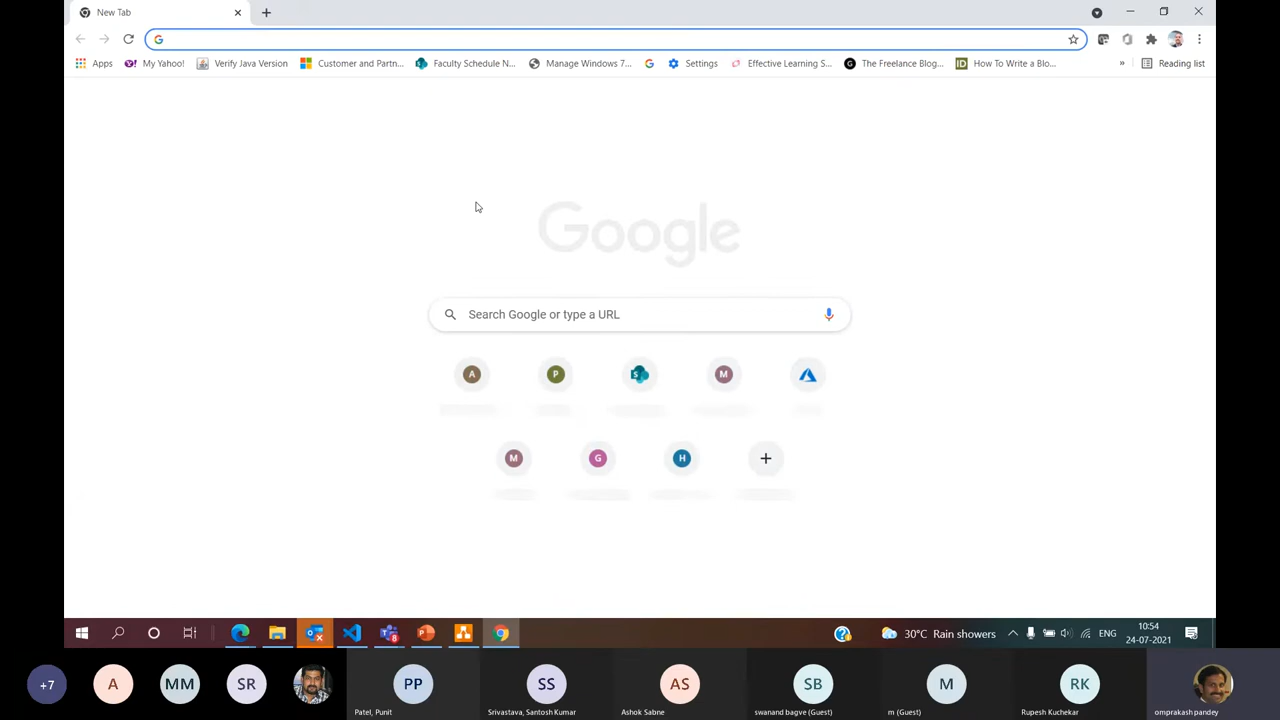 New Tab
Apps My Yahoo! Verify Java Version Customer and Partn... Faculty Schedule N... Manage Windows 7... Settings Effective Learning S... The Freelance Blog... How To Write a Blo... » Reading list
Google
Search Google or type a URL
A P S M
M G H
30°C Rain showers ENG 10:54
24-07-2021
8
+7 A MM SR PP SS AS SB M RK
Patel, Punit Srivastava, Santosh Kumar Ashok Sabne swanand bagve (Guest) m (Guest) Rupesh Kuchekar omprakash pandey